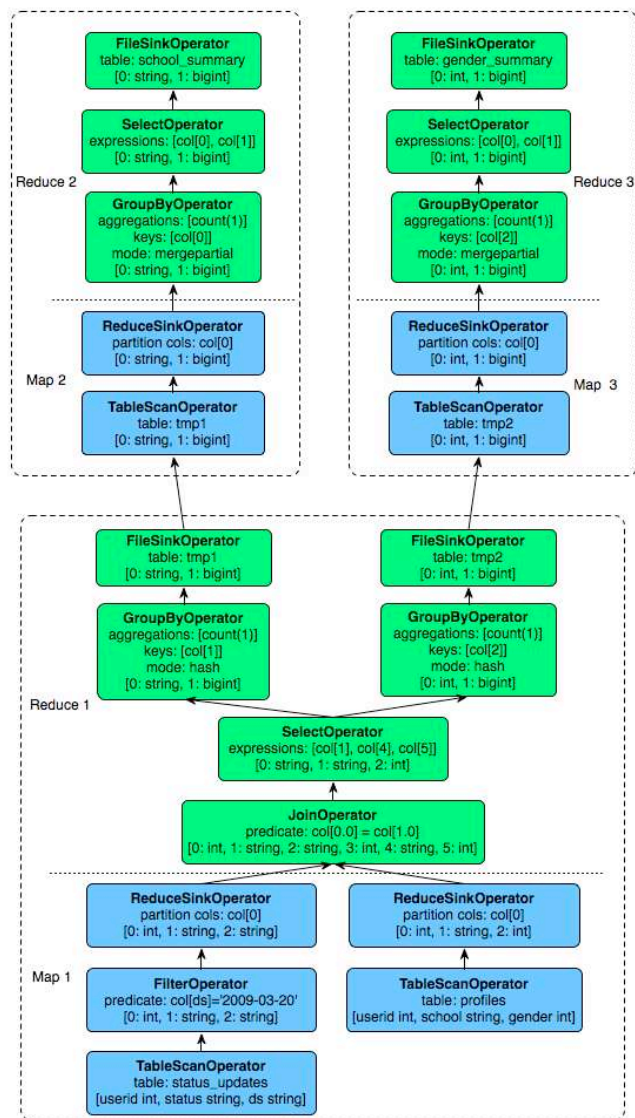 FileSinkOperator
table: school_summary
[0: string, 1: bigint]
SelectOperator
expressions: [col[0], col[1]]
[0: string, 1: bigint]
Reduce 2
GroupByOperator
aggregations: [count(1)]
keys: [col[0]]
mode: mergepartial
[0: string, 1: bigint]
ReduceSinkOperator
partition cols: col[0]
[0: string, 1: bigint]
Map 2
TableScanOperator
table: tmp1
[0: string, 1: bigint]
FileSinkOperator
table: gender_summary
[0: int, 1: bigint]
SelectOperator
expressions: [col[0], col[1]]
[0: int, 1: bigint]
Reduce 3
GroupByOperator
aggregations: [count(1)]
keys: [col[2]]
mode: mergepartial
[0: int, 1: bigint]
ReduceSinkOperator
partition cols: col[0]
[0: int, 1: bigint]
Map 3
TableScanOperator
table: tmp2
[0: int, 1: bigint]
FileSinkOperator
table: tmp1
[0: string, 1: bigint]
FileSinkOperator
table: tmp2
[0: int, 1: bigint]
GroupByOperator
aggregations: [count(1)]
keys: [col[1]]
mode: hash
[0: string, 1: bigint]
GroupByOperator
aggregations: [count(1)]
keys: [col[2]]
mode: hash
[0: int, 1: bigint]
Reduce 1
SelectOperator
expressions: [col[1], col[4], col[5]]
[0: string, 1: string, 2: int]
JoinOperator
predicate: col[0.0] = col[1.0]
[0: int, 1: string, 2: string, 3: int, 4: string, 5: int]
ReduceSinkOperator
partition cols: col[0]
[0: int, 1: string, 2: string]
ReduceSinkOperator
partition cols: col[0]
[0: int, 1: string, 2: int]
Map 1
FilterOperator
predicate: col[ds]='2009-03-20'
[0: int, 1: string, 2: string]
TableScanOperator
table: profiles
[userid int, school string, gender int]
TableScanOperator
table: status_updates
[userid int, status string, ds string]